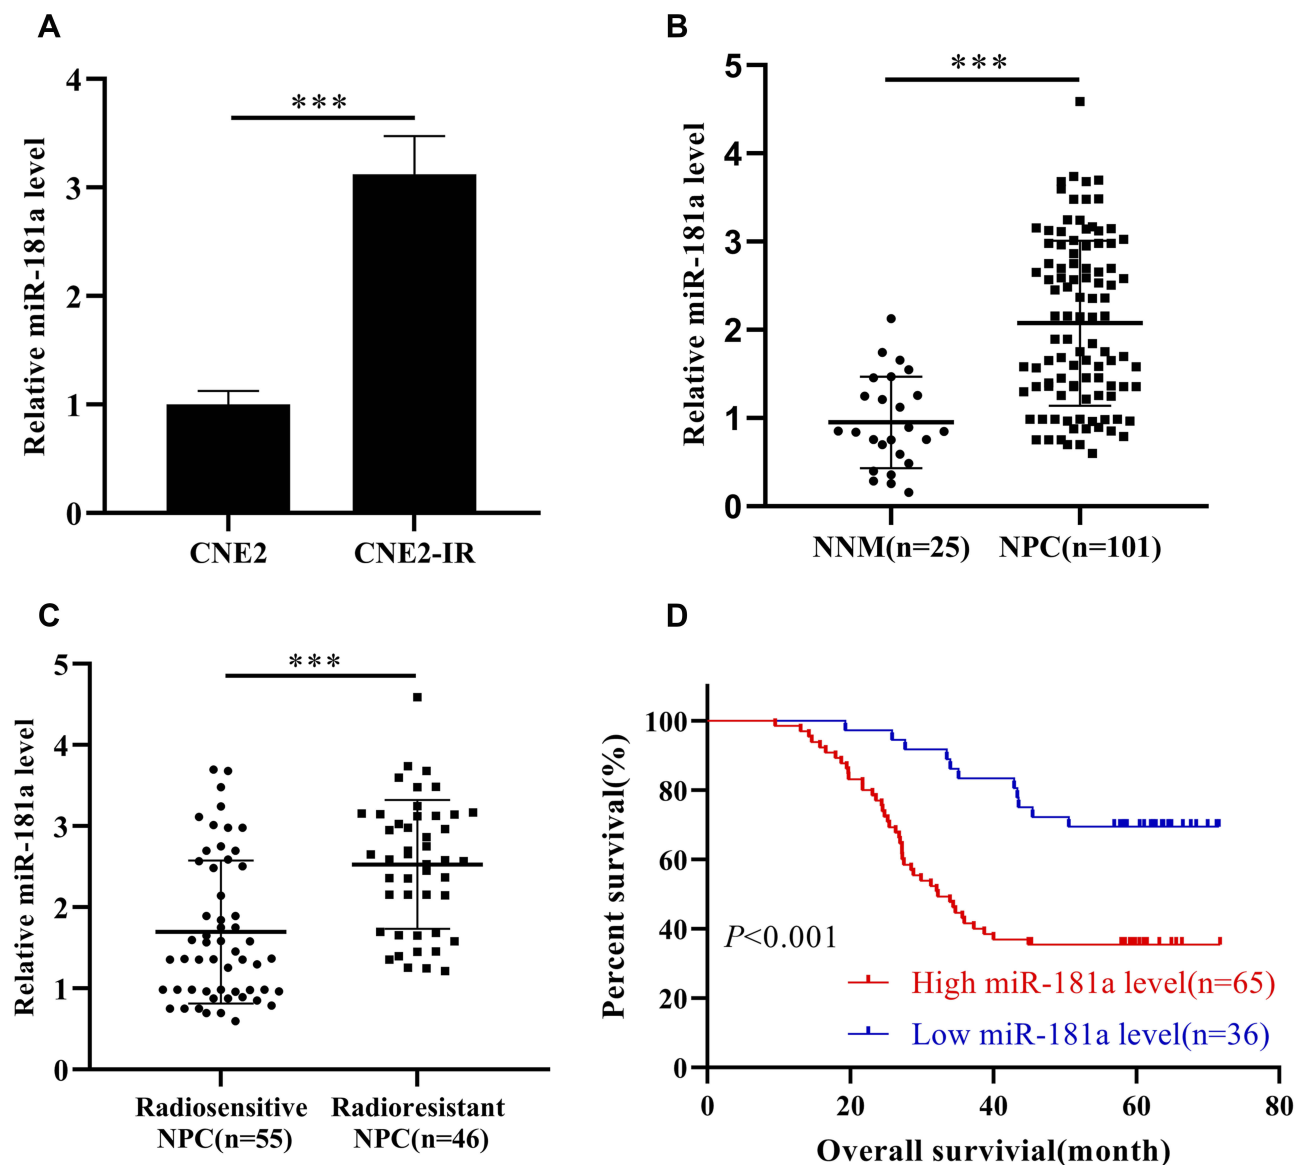 A
Relative miR-181a level
4
3
2
1
0
***
CNE2
CNE2-IR
B
Relative miR-181a level
5
4
3
2
1
0
***
NNM(n=25)
NPC(n=101)
C
Relative miR-181a level
5
4
3
2
1
0
***
Radiosensitive
NPC(n=55)
Radioresistant
NPC(n=46)
D
Percent survival(%)
100
80
60
40
20
0
P<0.001
High miR-181a level(n=65)
Low miR-181a level(n=36)
0
20
40
60
80
Overall survivial(month)